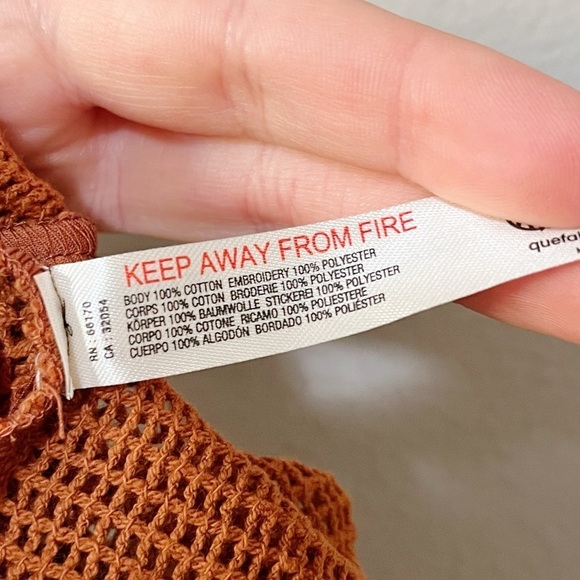 KEEP AWAY FROM FIRE
BODY 100% COTTON EMBROIDERY 100% POLYESTER
CORPS 100% COTON BRODERIE 100% POLYESTER
KÖRPER 100% BAUMWOLLE STICKEREI 100% POLYESTER
CORPO 100% COTONE RICAMO 100% POLIESTERE
CUERPO 100% ALGODÓN BORDADO 100% POLIÉSTER
RN : 66170
CA : 32054